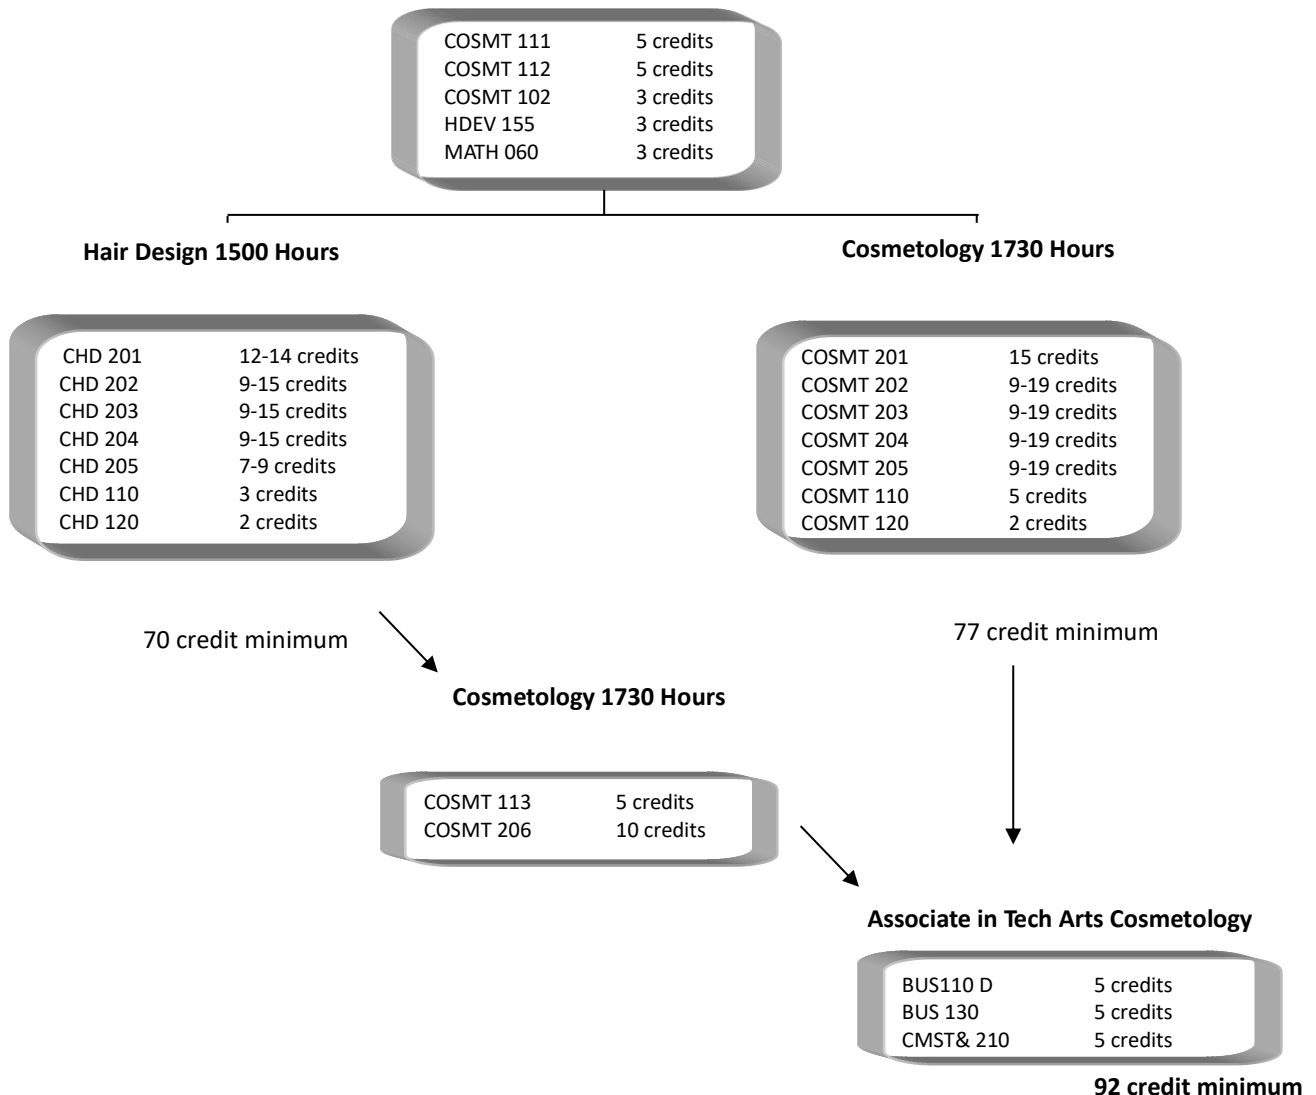 COSMT 111 5 credits
COSMT 112 5 credits
COSMT 102 3 credits
HDEV 155 3 credits
MATH 060 3 credits
Hair Design 1500 Hours
CHD 201 12-14 credits
CHD 202 9-15 credits
CHD 203 9-15 credits
CHD 204 9-15 credits
CHD 205 7-9 credits
CHD 110 3 credits
CHD 120 2 credits
70 credit minimum
Cosmetology 1730 Hours
COSMT 201 15 credits
COSMT 202 9-19 credits
COSMT 203 9-19 credits
COSMT 204 9-19 credits
COSMT 205 9-19 credits
COSMT 110 5 credits
COSMT 120 2 credits
77 credit minimum
Cosmetology 1730 Hours
COSMT 113 5 credits
COSMT 206 10 credits
Associate in Tech Arts Cosmetology
BUS110 D 5 credits
BUS 130 5 credits
CMST& 210 5 credits
92 credit minimum